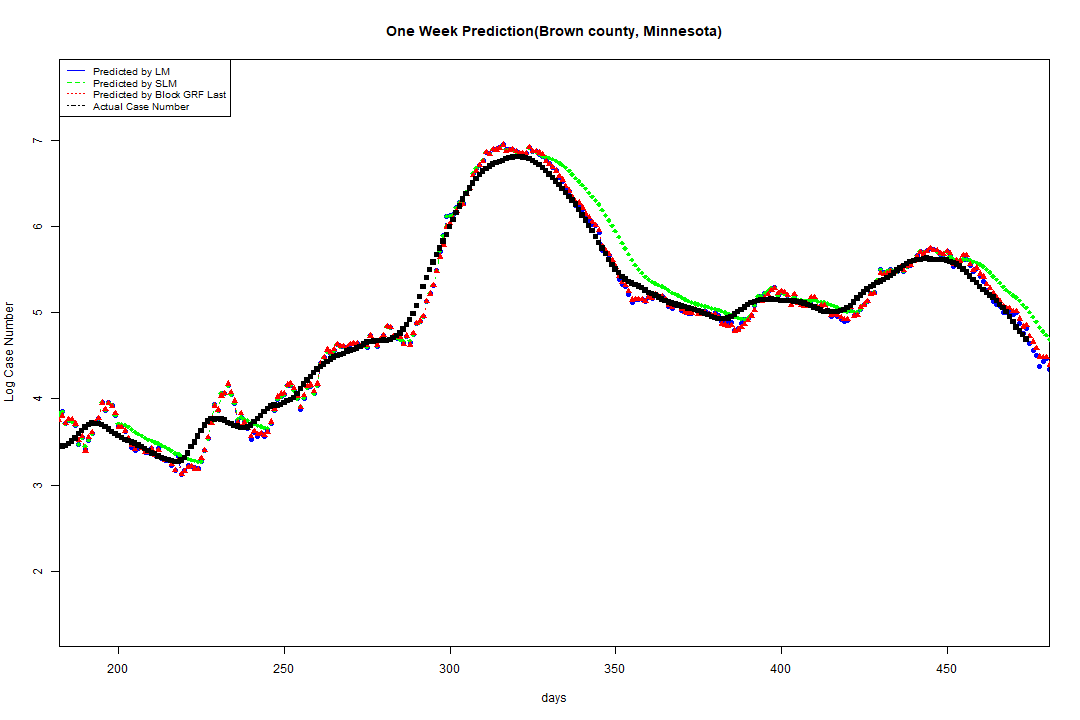 One Week Prediction(Brown county, Minnesota)
Predicted by LM
Predicted by SLM
Predicted by Block GRF Last
Actual Case Number
7
6
5
4
3
2
Log Case Number
200 250 300 350 400 450
days